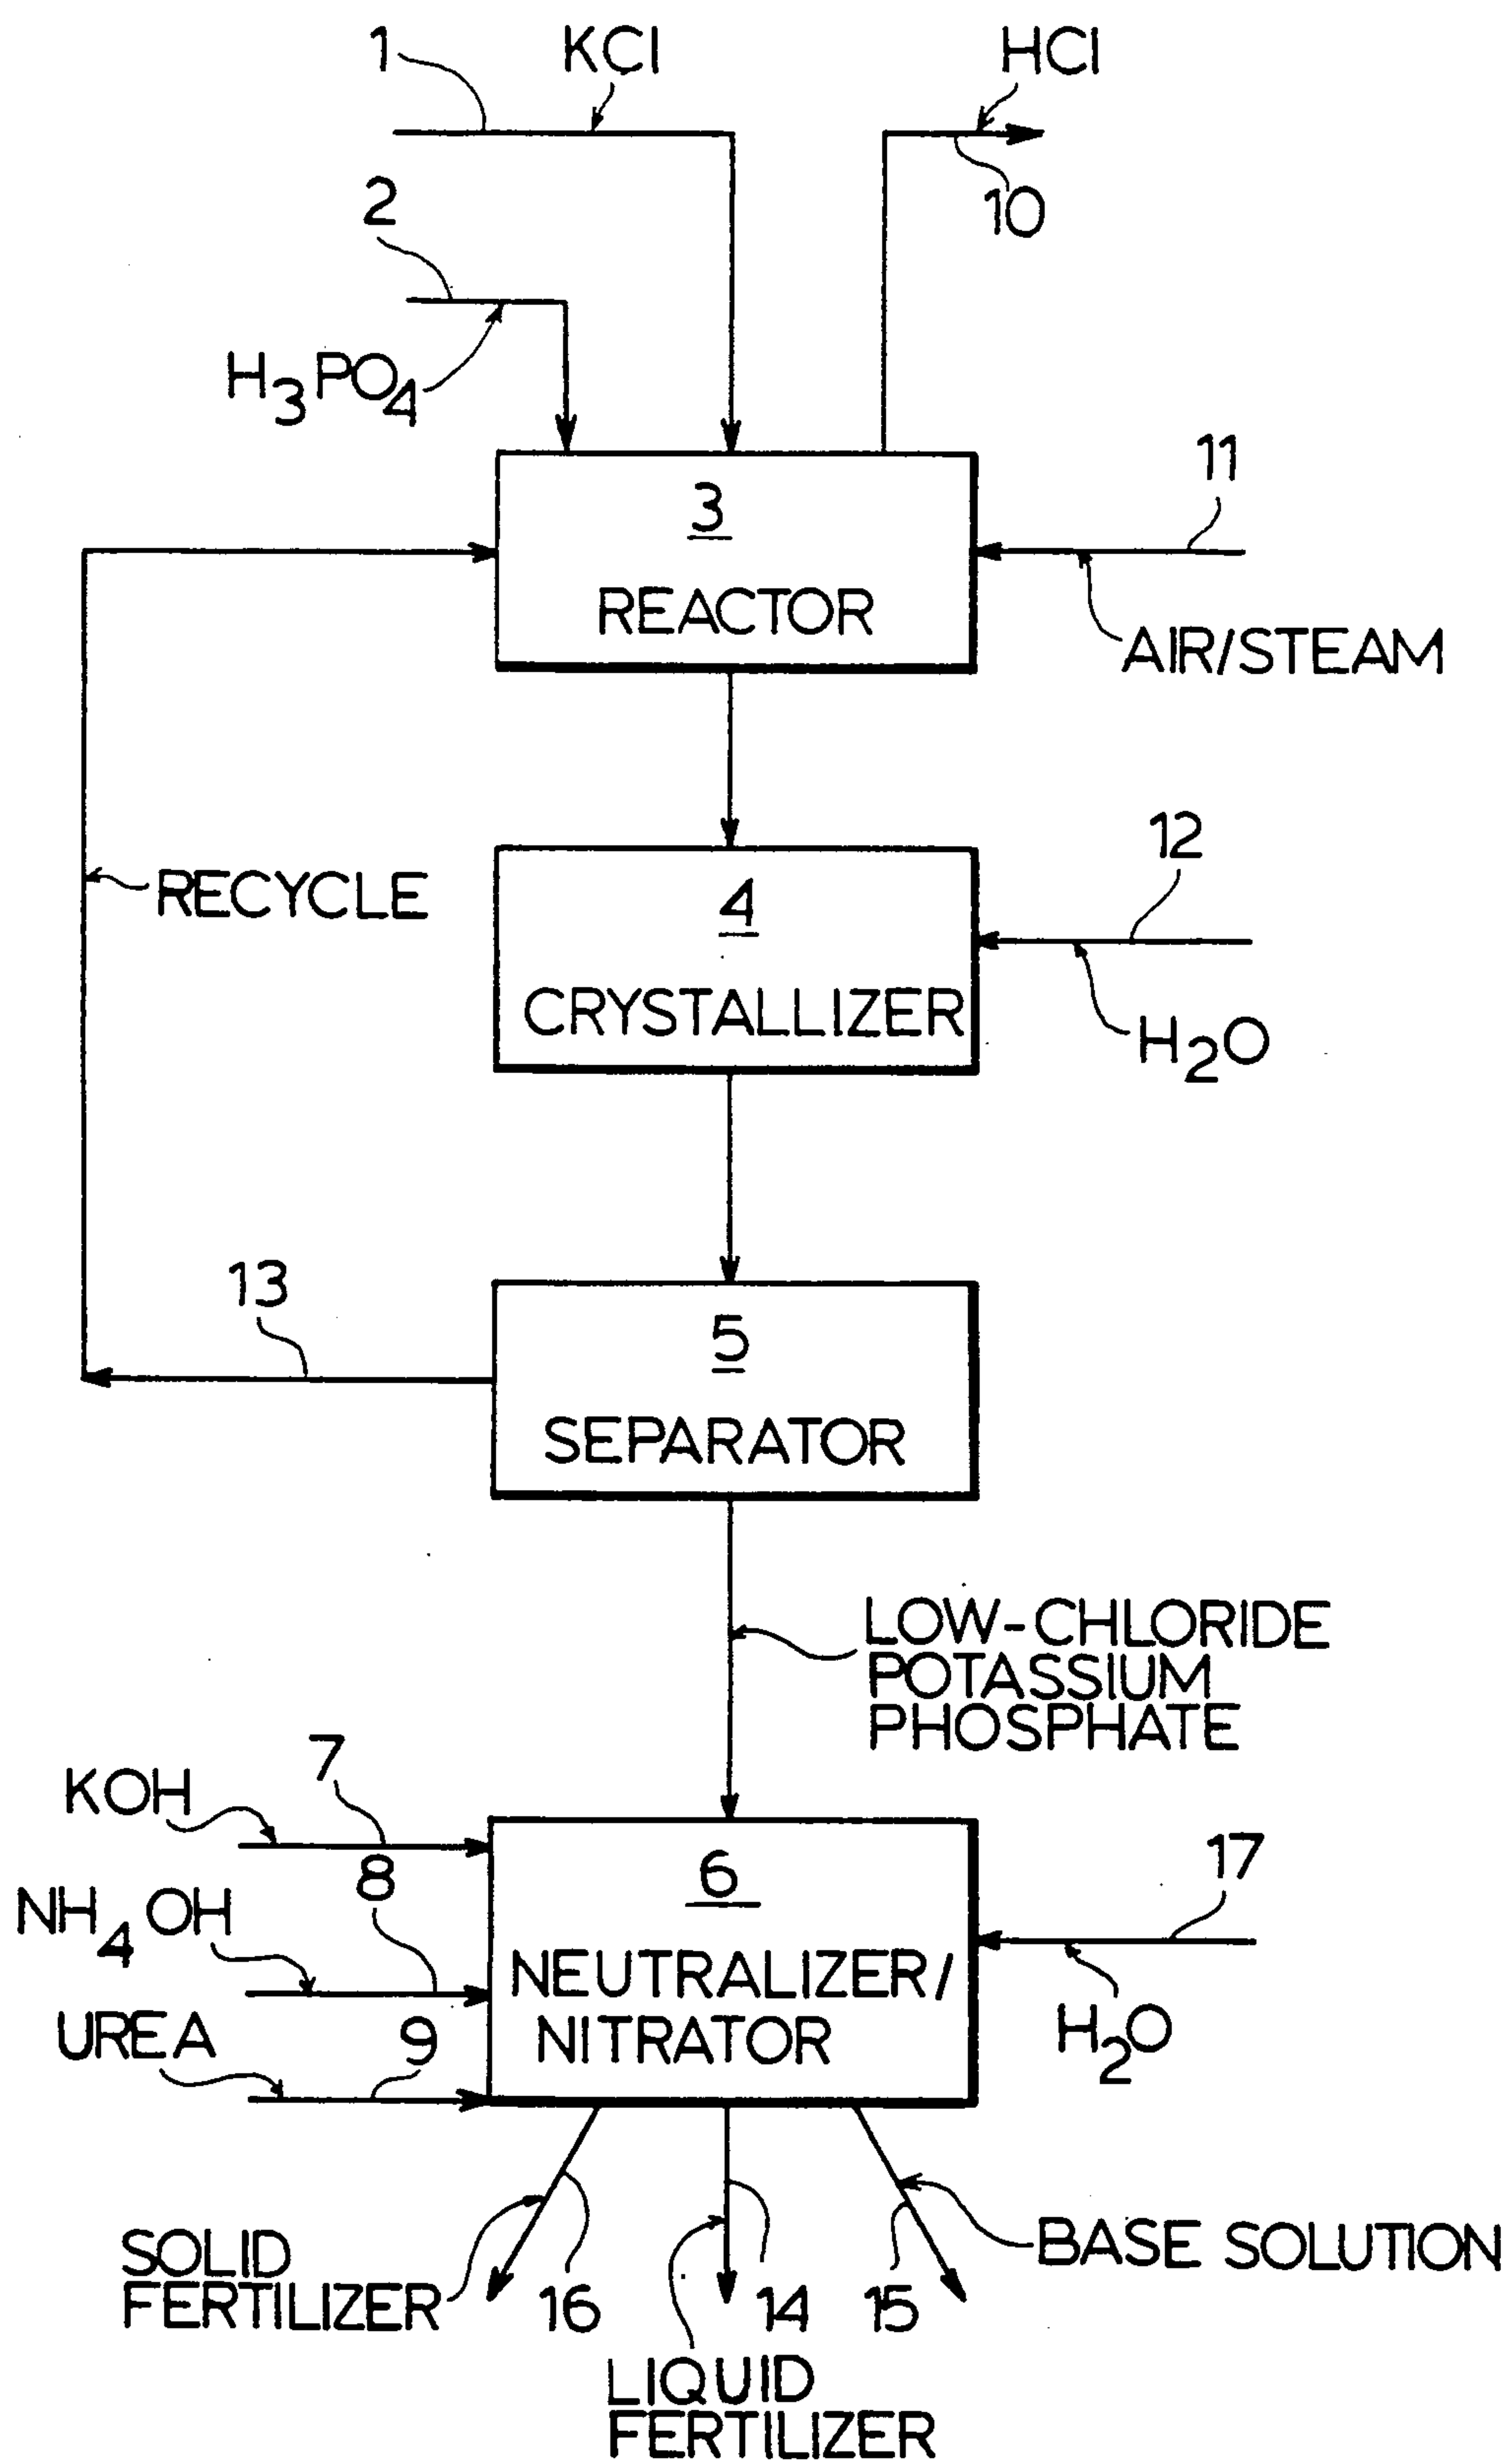 1
KCl
HCl
10
2
H3PO4
3
REACTOR
11
AIR/STEAM
RECYCLE
4
CRYSTALLIZER
12
H2O
13
5
SEPARATOR
LOW-CHLORIDE
POTASSIUM
PHOSPHATE
KOH
7
8
NH4OH
UREA
9
6
NEUTRALIZER/
NITRATOR
17
H2O
SOLID
FERTILIZER
16
14
15
BASE SOLUTION
LIQUID
FERTILIZER